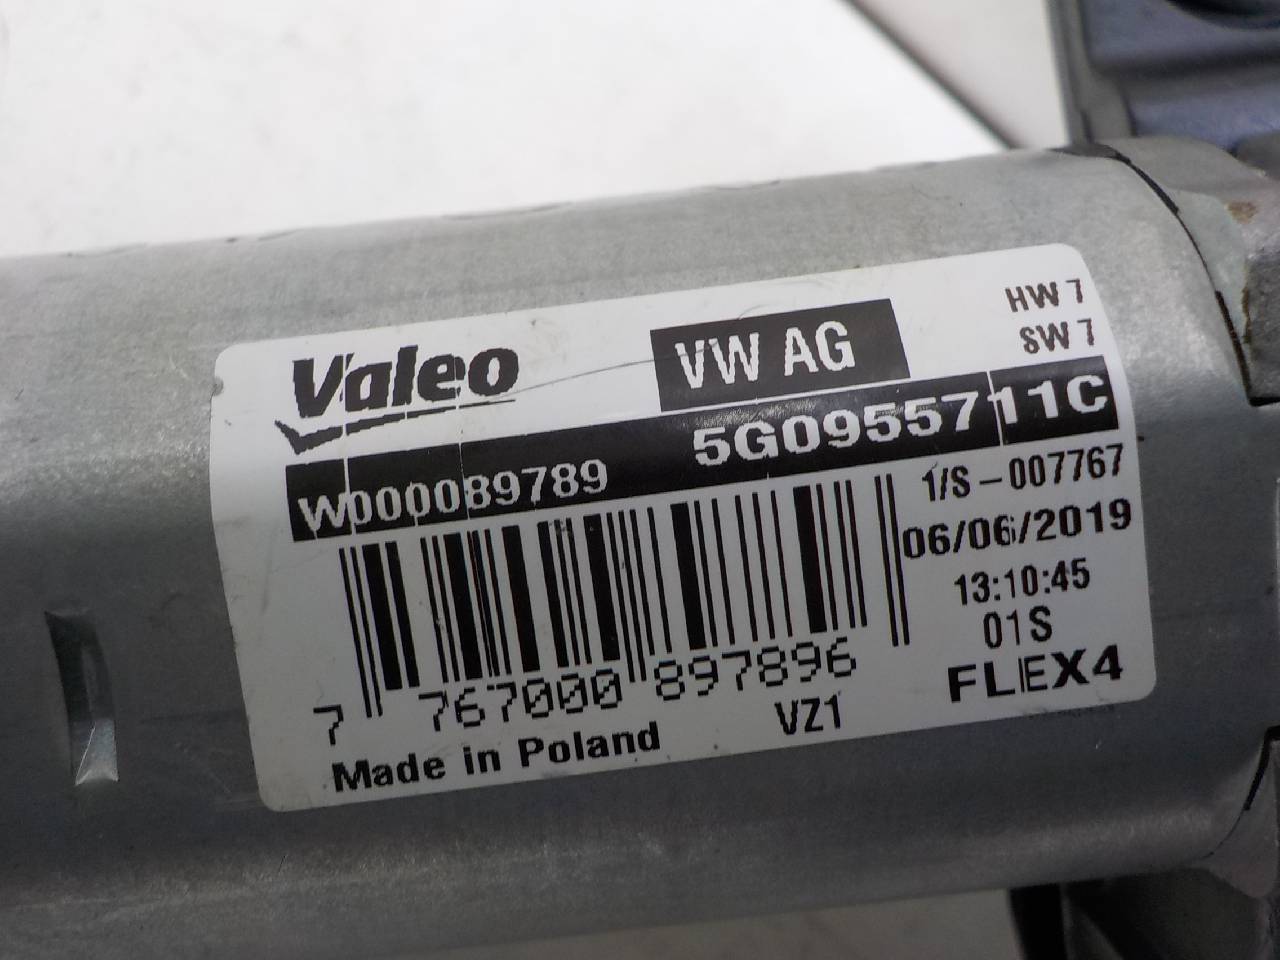 Valeo
VW AG
HW 7
SW 7
W000089789
5G0955711C
1/S-007767
06/06/2019
13:10:45
01S
FLEX4
7 767000 897896
VZ1
Made in Poland